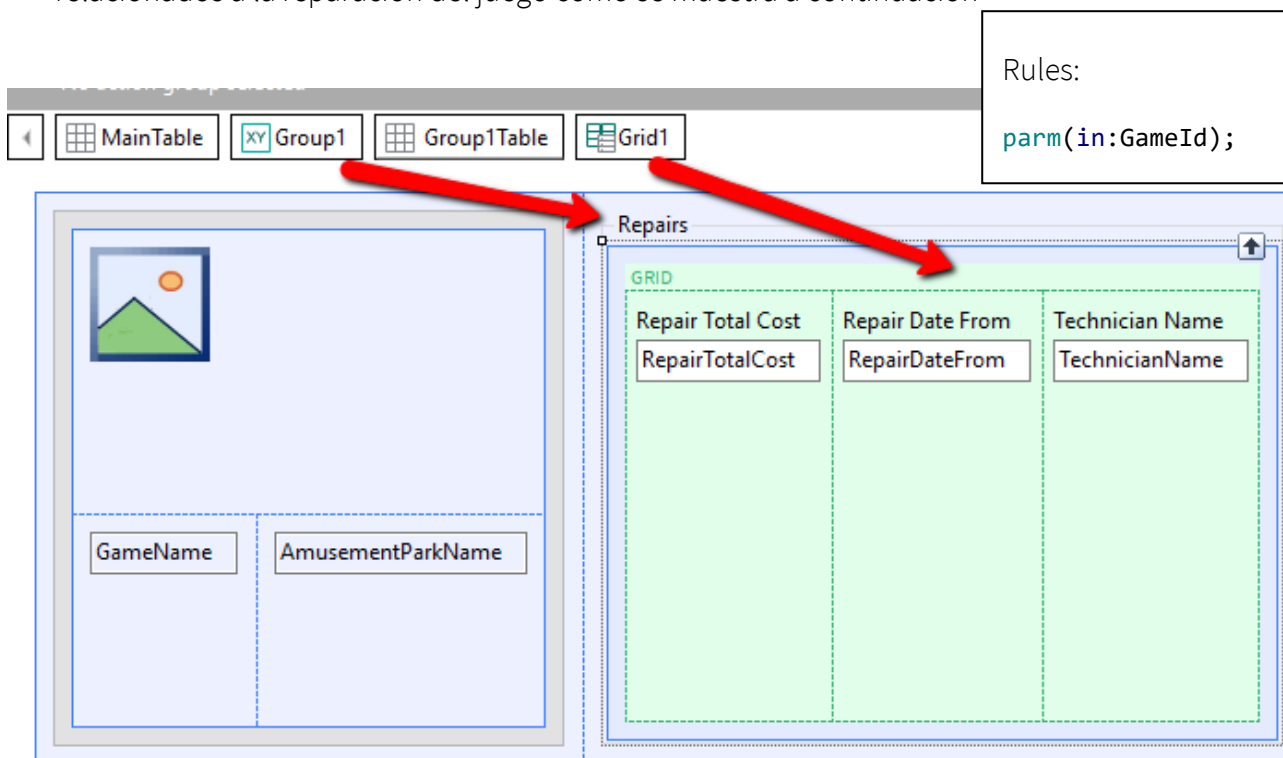 Rules:
parm(in:GameId);
MainTable
XY Group1
Group1Table
Grid1
Repairs
GRID
Repair Total Cost
Repair Date From
Technician Name
RepairTotalCost
RepairDateFrom
TechnicianName
GameName
AmusementParkName